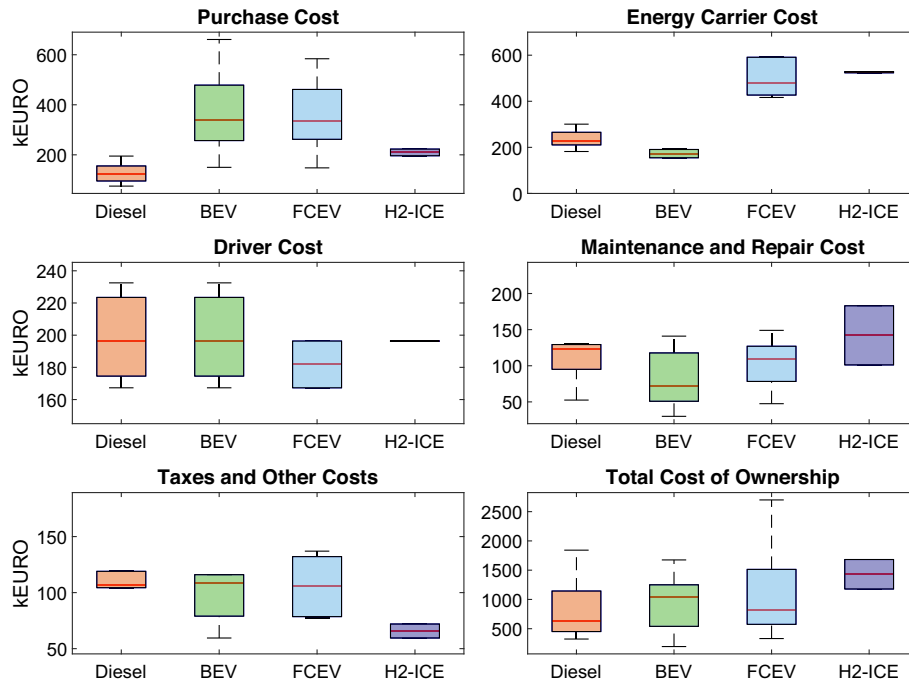 Purchase Cost
600
400
200
kEURO
Diesel BEV FCEV H2-ICE
Energy Carrier Cost
600
400
200
0
Diesel BEV FCEV H2-ICE
Driver Cost
240
220
200
180
160
Diesel BEV FCEV H2-ICE
Maintenance and Repair Cost
200
150
100
50
Diesel BEV FCEV H2-ICE
Taxes and Other Costs
150
100
50
kEURO
Diesel BEV FCEV H2-ICE
Total Cost of Ownership
2500
2000
1500
1000
500
Diesel BEV FCEV H2-ICE